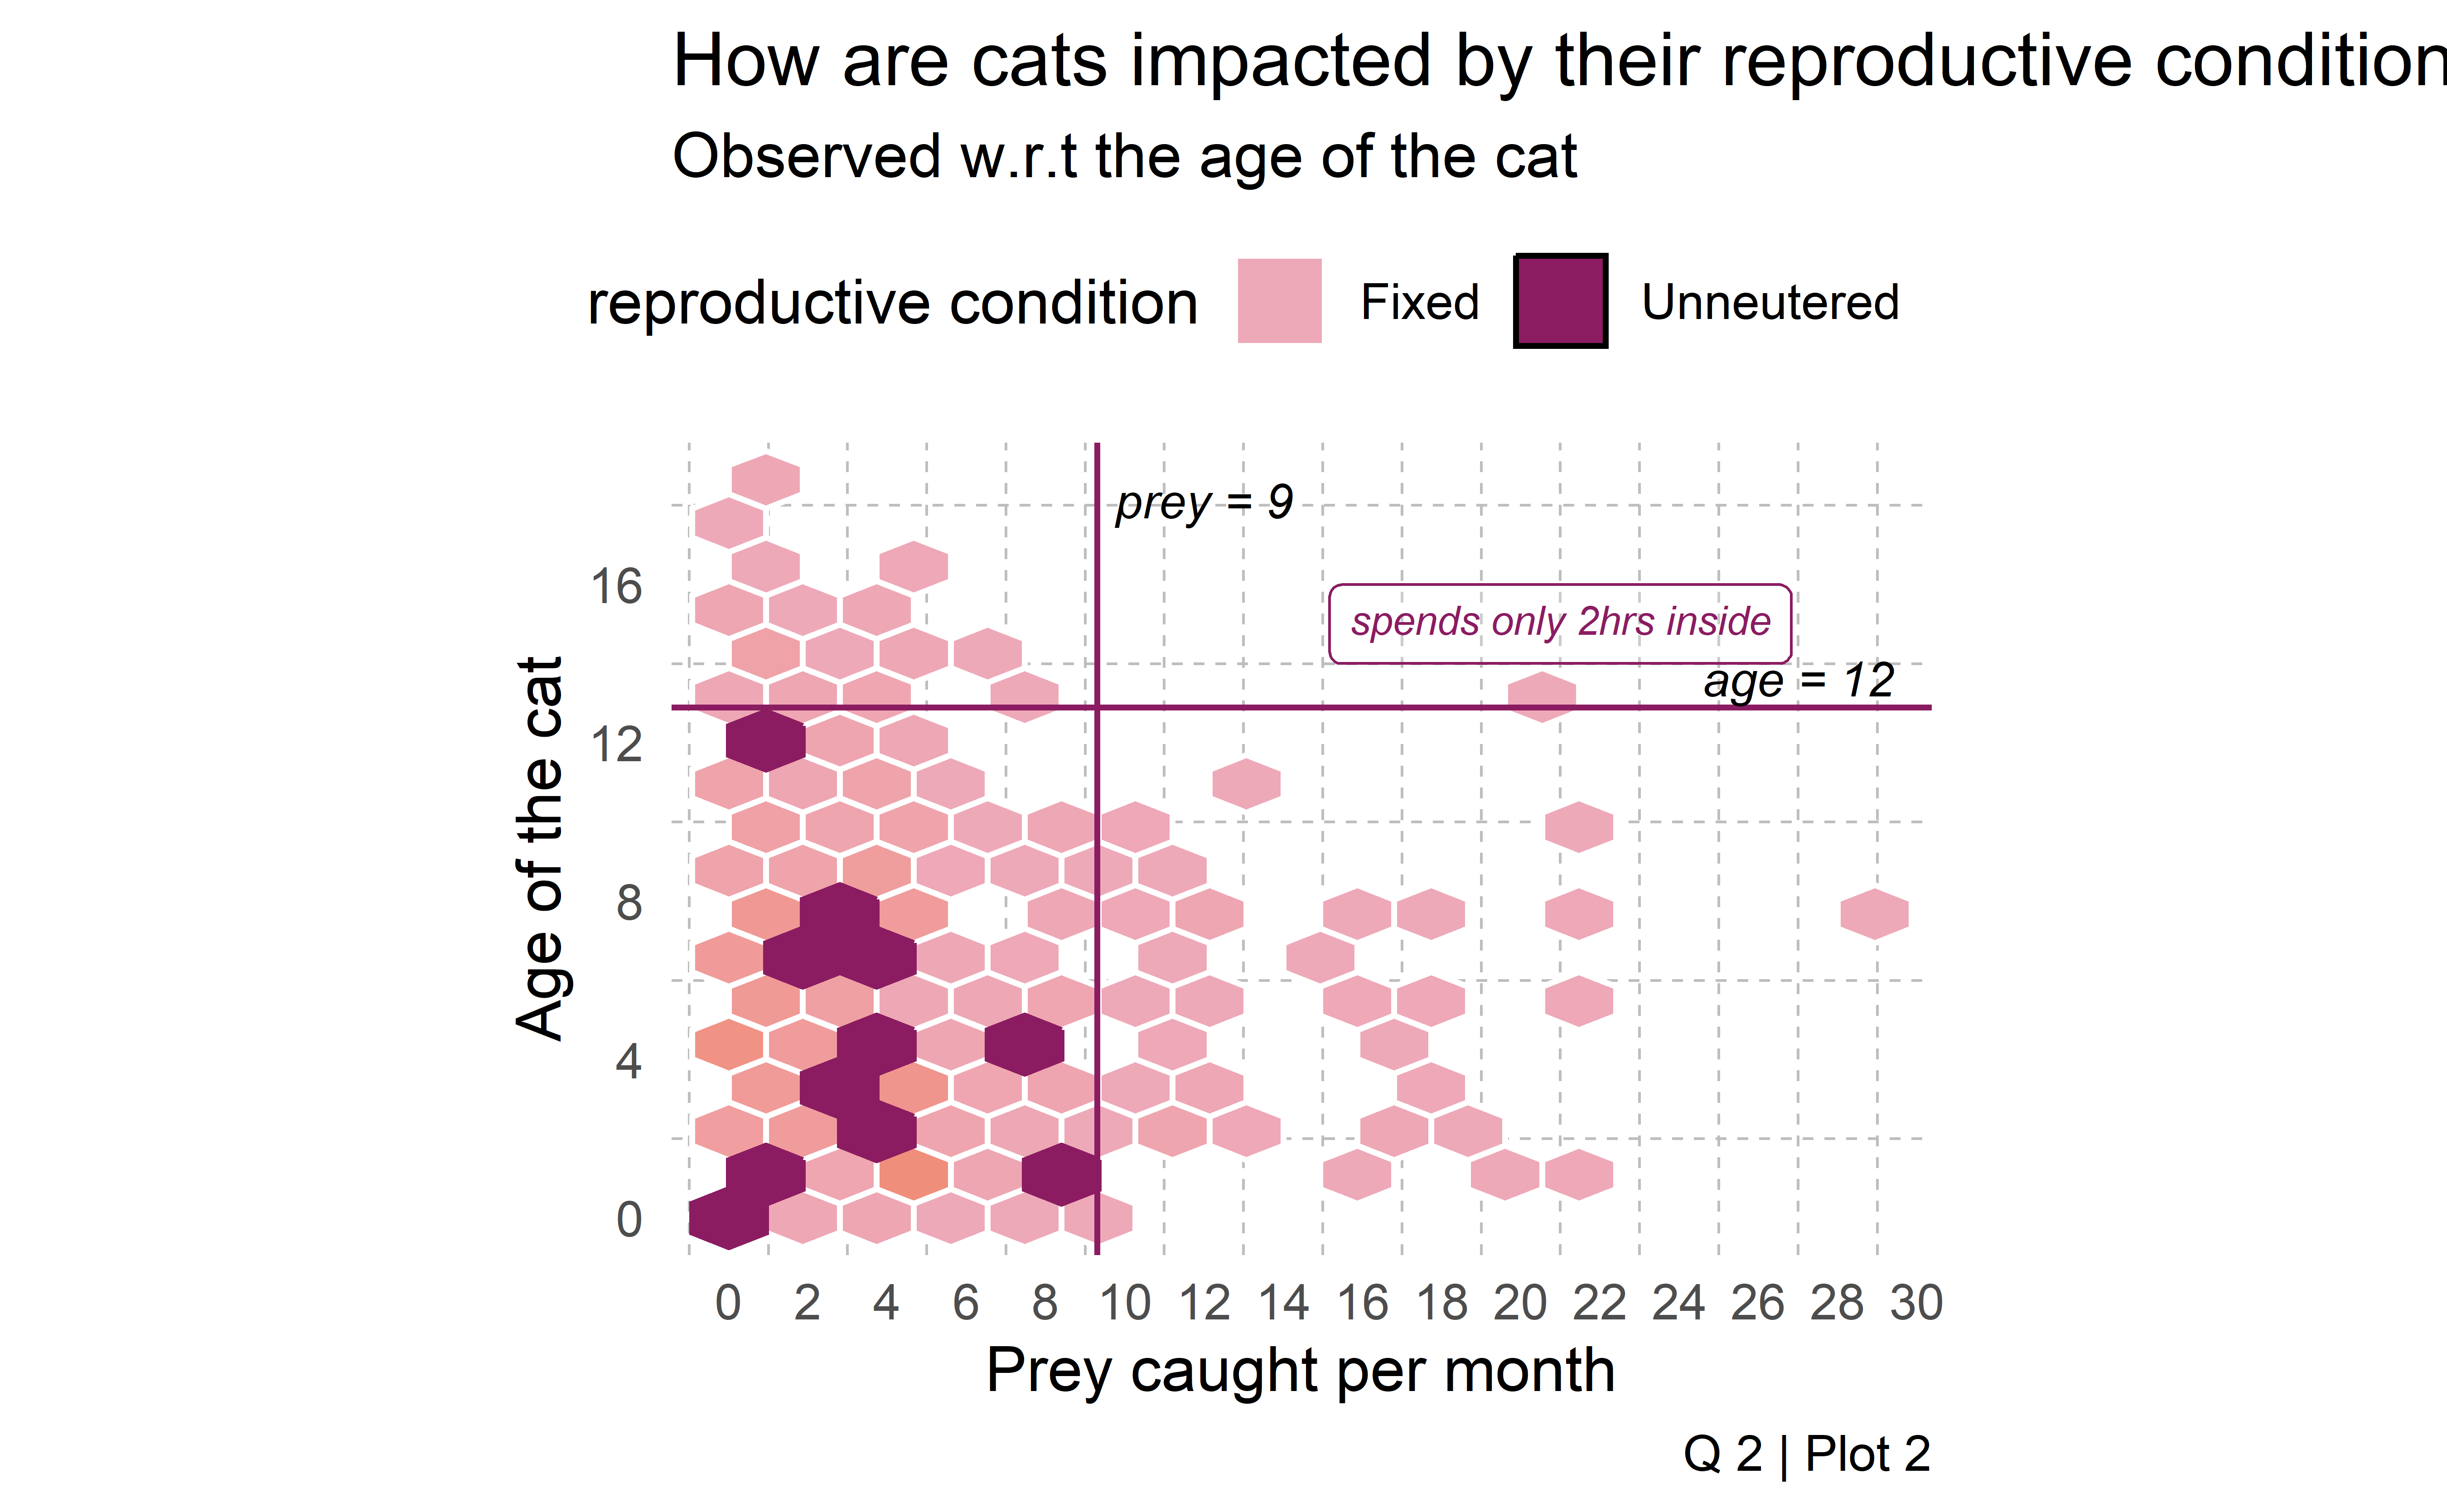 How are cats impacted by their reproductive condition
Observed w.r.t the age of the cat
reproductive condition Fixed Unneutered
prey = 9
spends only 2hrs inside
age = 12
Age of the cat
16
12
8
4
0
0 2 4 6 8 10 12 14 16 18 20 22 24 26 28 30
Prey caught per month
Q 2 | Plot 2